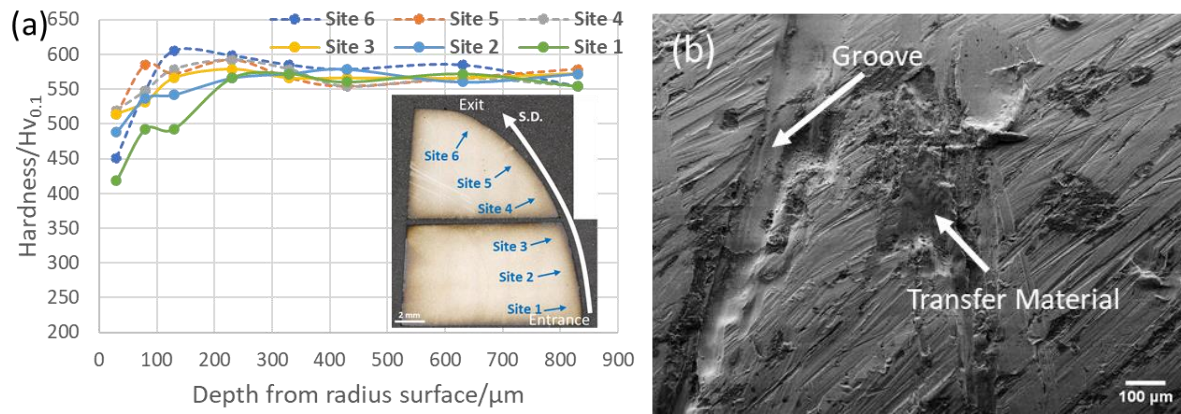 (a)
Site 6 Site 5 Site 4
Site 3 Site 2 Site 1
650
600
550
500
450
400
350
300
250
200
Hardness/Hv0.1
0 100 200 300 400 500 600 700 800 900
Depth from radius surface/μm
Exit
S.D.
Site 6
Site 5
Site 4
Site 3
Site 2
Site 1
Entrance
2 mm
(b)
Groove
Transfer Material
100 μm